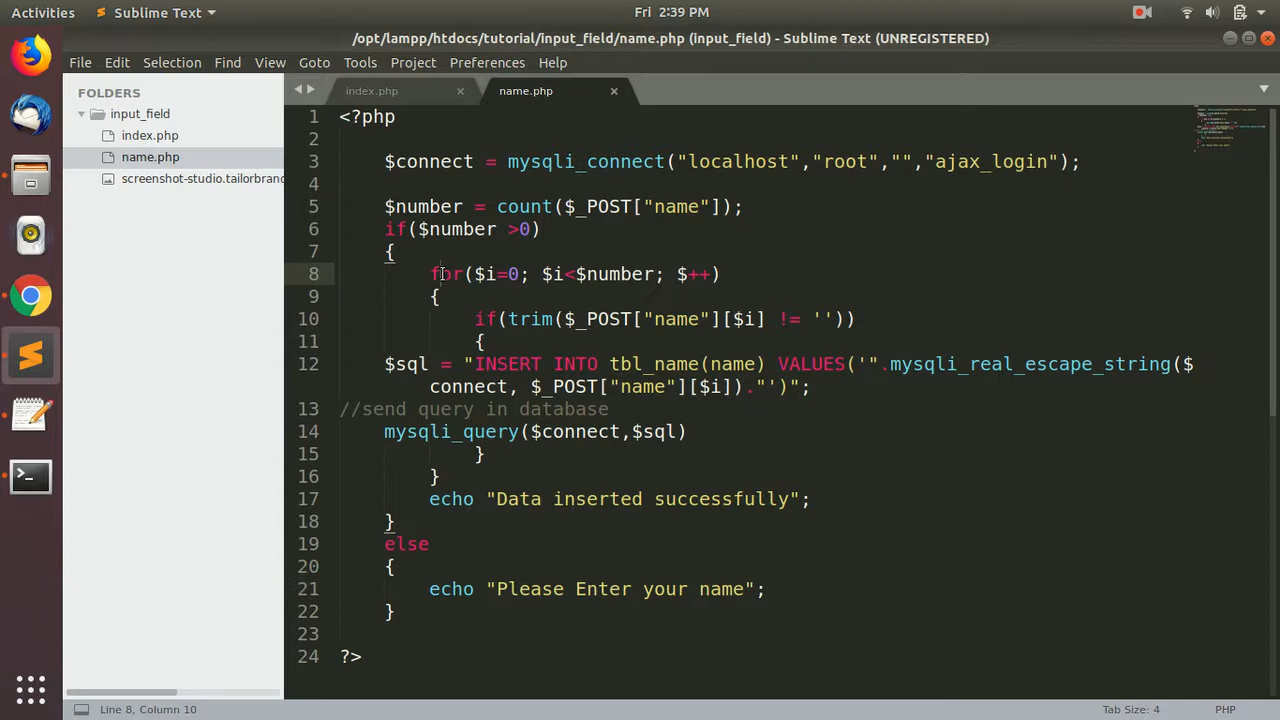 Activities Sublime Text Fri 2:39 PM
/opt/lampp/htdocs/tutorial/input_field/name.php (input_field) - Sublime Text (UNREGISTERED)
File Edit Selection Find View Goto Tools Project Preferences Help
FOLDERS
input_field
index.php
name.php
screenshot-studio.tailorbrand
index.php × name.php ×
1 <?php
2
3 $connect = mysqli_connect("localhost","root","","ajax_login");
4
5 $number = count($_POST["name"]);
6 if($number >0)
7 {
8 for($i=0; $i<$number; $++)
9 {
10 if(trim($_POST["name"][$i] != ''))
11 {
12 $sql = "INSERT INTO tbl_name(name) VALUES('".mysqli_real_escape_string($
connect, $_POST["name"][$i])."')";
13 //send query in database
14 mysqli_query($connect,$sql)
15 }
16 }
17 echo "Data inserted successfully";
18 }
19 else
20 {
21 echo "Please Enter your name";
22 }
23
24 ?>
Line 8, Column 10 Tab Size: 4 PHP